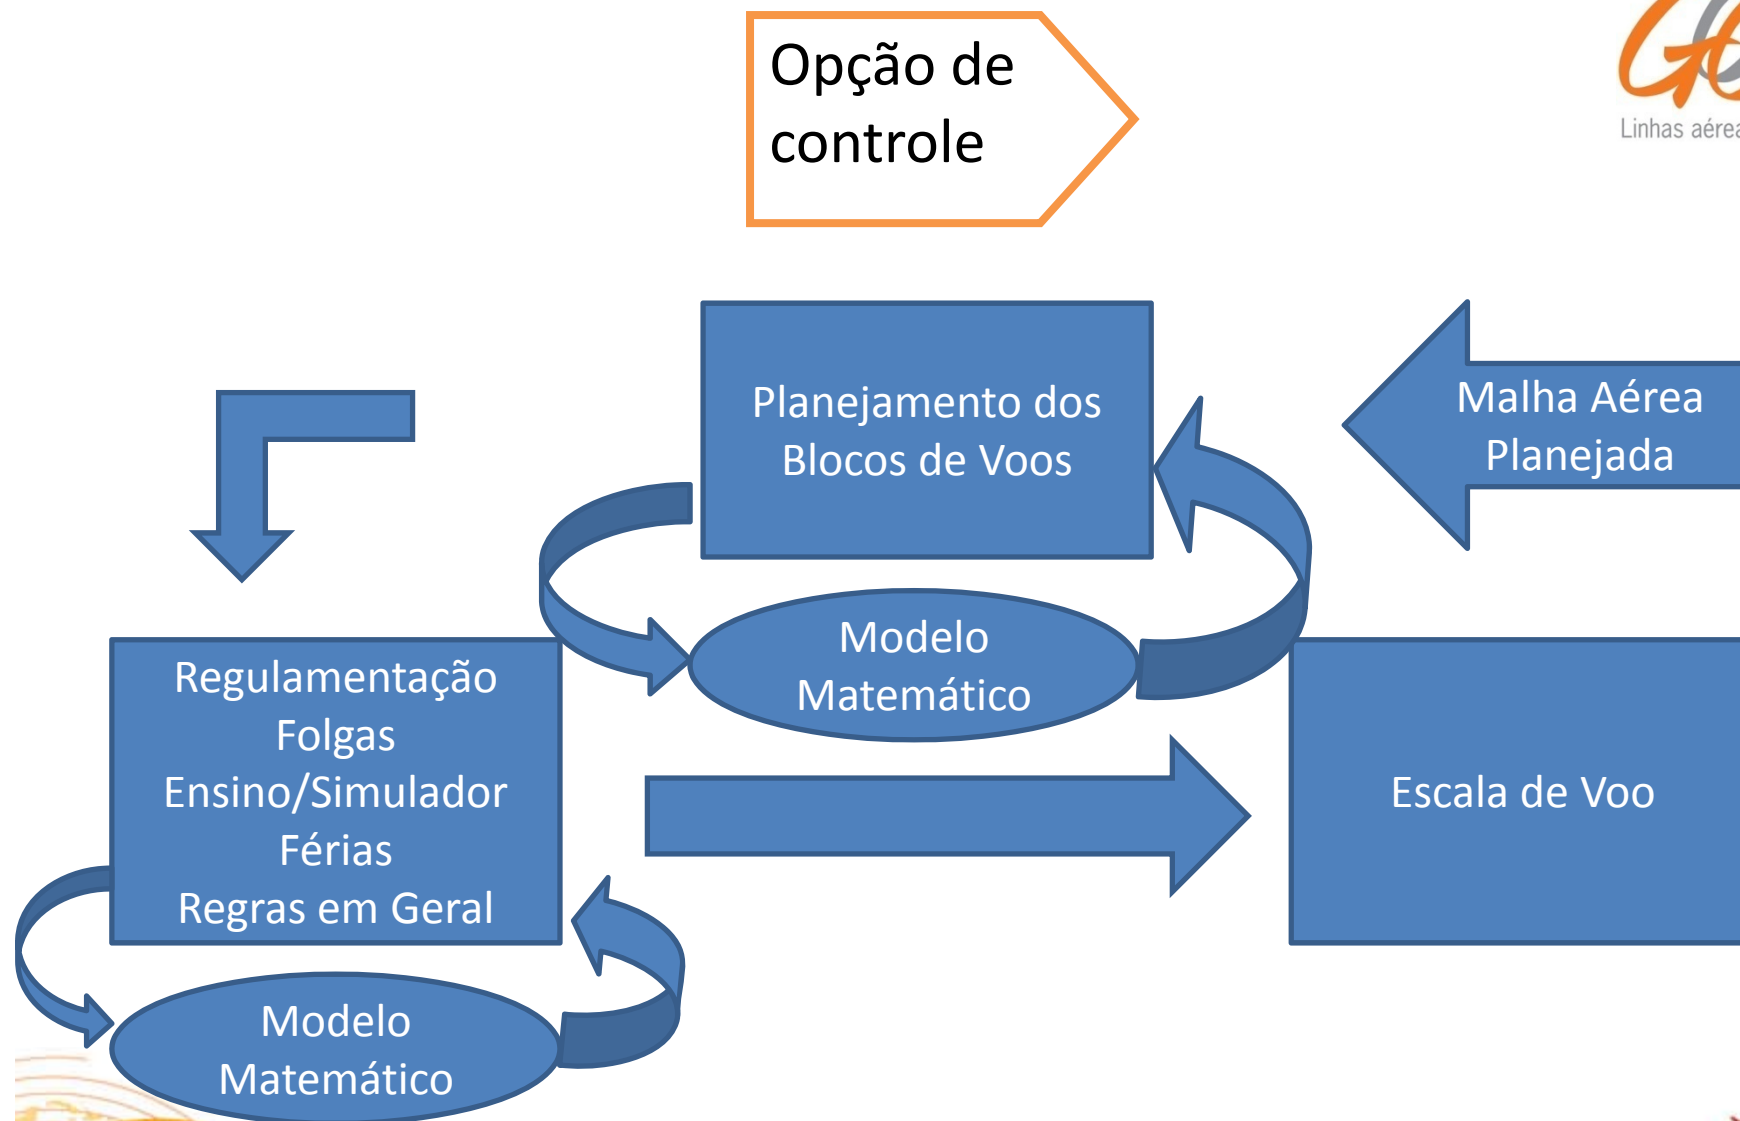 Opção de
controle
Linhas aérea
Planejamento dos
Blocos de Voos
Malha Aérea
Planejada
Modelo
Matemático
Regulamentação
Folgas
Ensino/Simulador
Férias
Regras em Geral
Escala de Voo
Modelo
Matemático